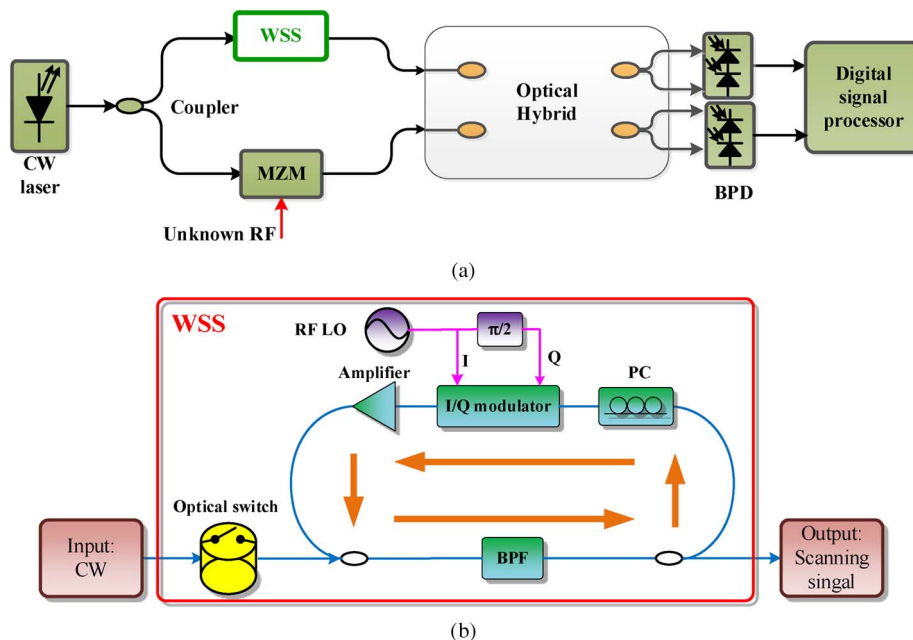 WSS
Coupler
CW
laser
MZM
Unknown RF
Optical
Hybrid
BPD
Digital
signal
processor
(a)
WSS
RF LO
π/2
I
Q
Amplifier
I/Q modulator
PC
Optical switch
Input:
CW
BPF
Output:
Scanning
singal
(b)